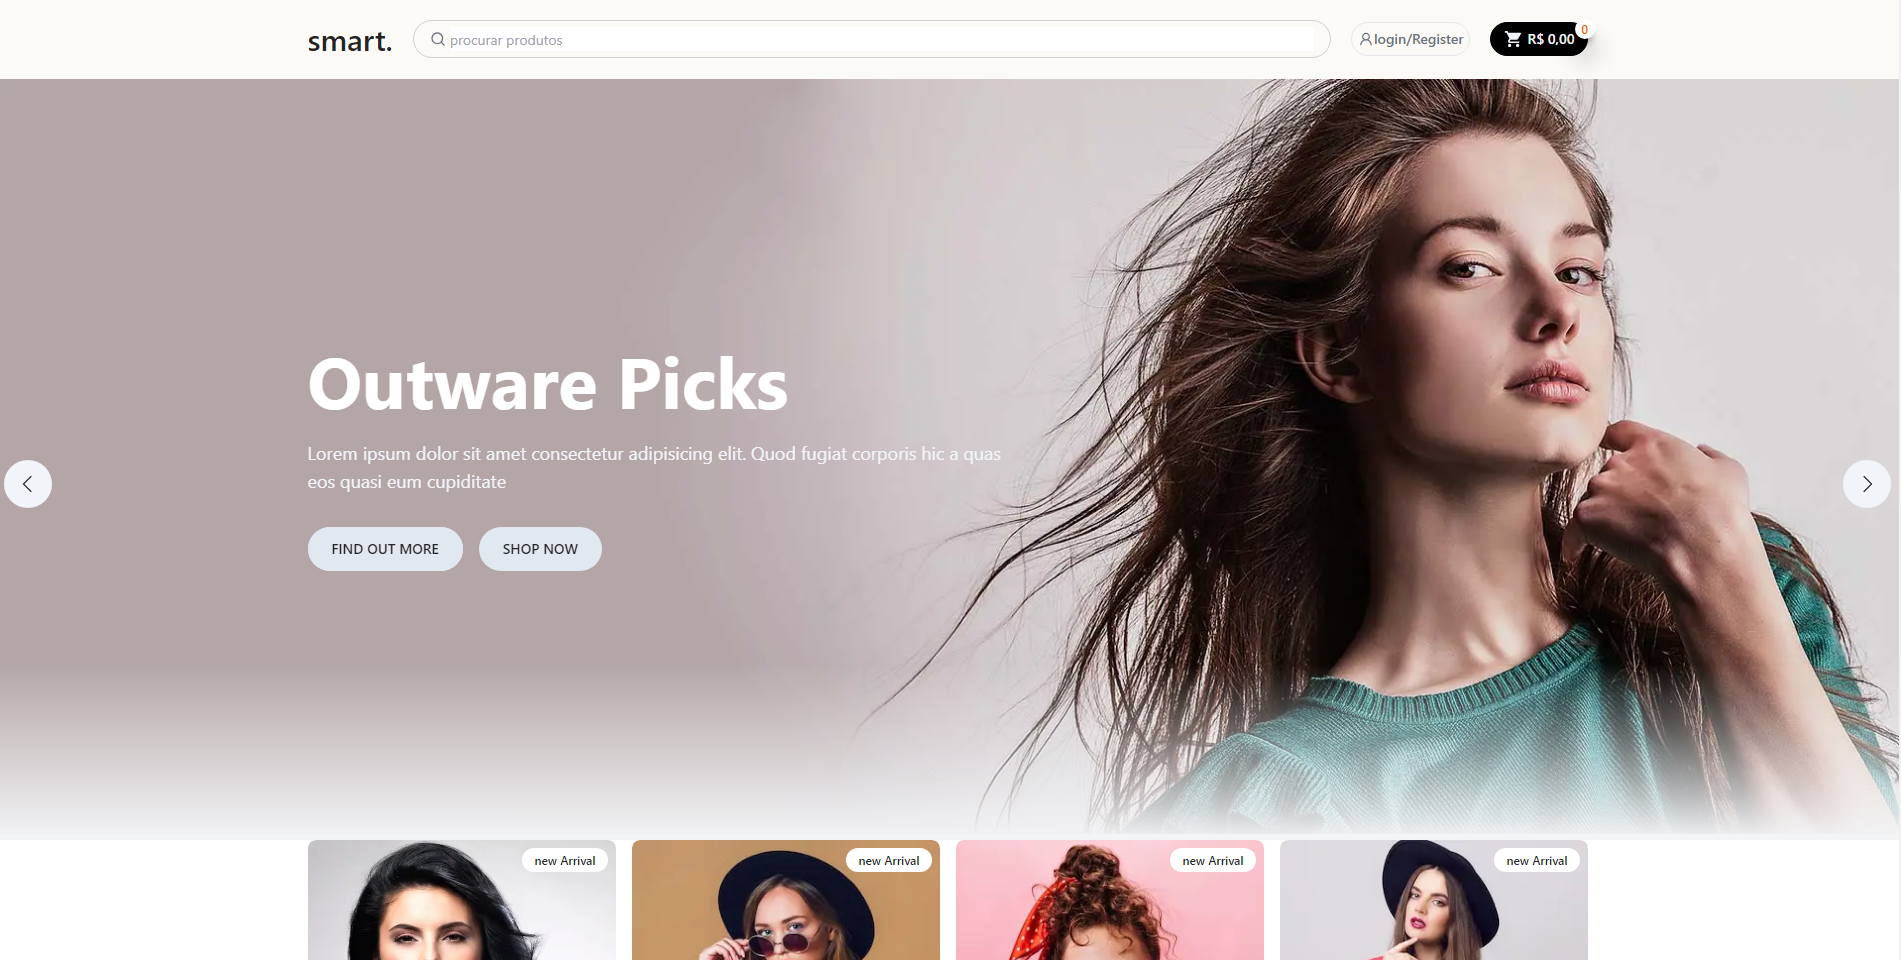 smart.
procurar produtos
login/Register
R$ 0,00
0
Outware Picks
Lorem ipsum dolor sit amet consectetur adipisicing elit. Quod fugiat corporis hic a quas
eos quasi eum cupiditate
FIND OUT MORE
SHOP NOW
new Arrival
new Arrival
new Arrival
new Arrival